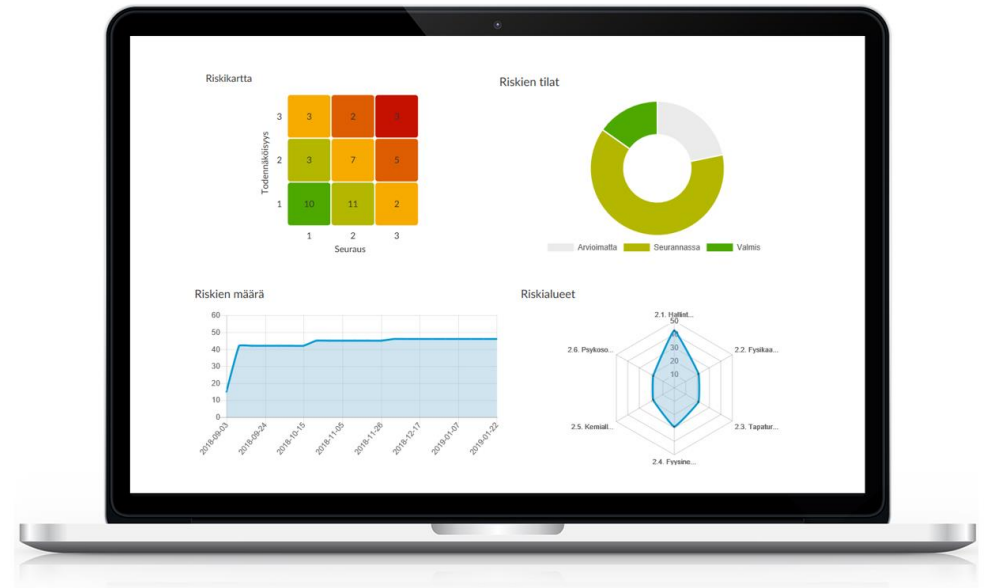 Riskikartta
Todennäköisyys
3
3
2
3
2
3
7
5
1
10
11
2
1
2
3
Seuraus
Riskien tilat
Arvioimatta
Seurannassa
Valmis
Riskien määrä
60
50
40
30
20
10
0
2018-09-03
2018-09-24
2018-10-15
2018-11-05
2018-11-26
2018-12-17
2019-01-07
2019-01-22
Riskialueet
2.1. Hallint...
50
40
30
20
10
2.2. Fysikaa...
2.3. Tapatur...
2.4. Fyysine...
2.5. Kemiall...
2.6. Psykoso...